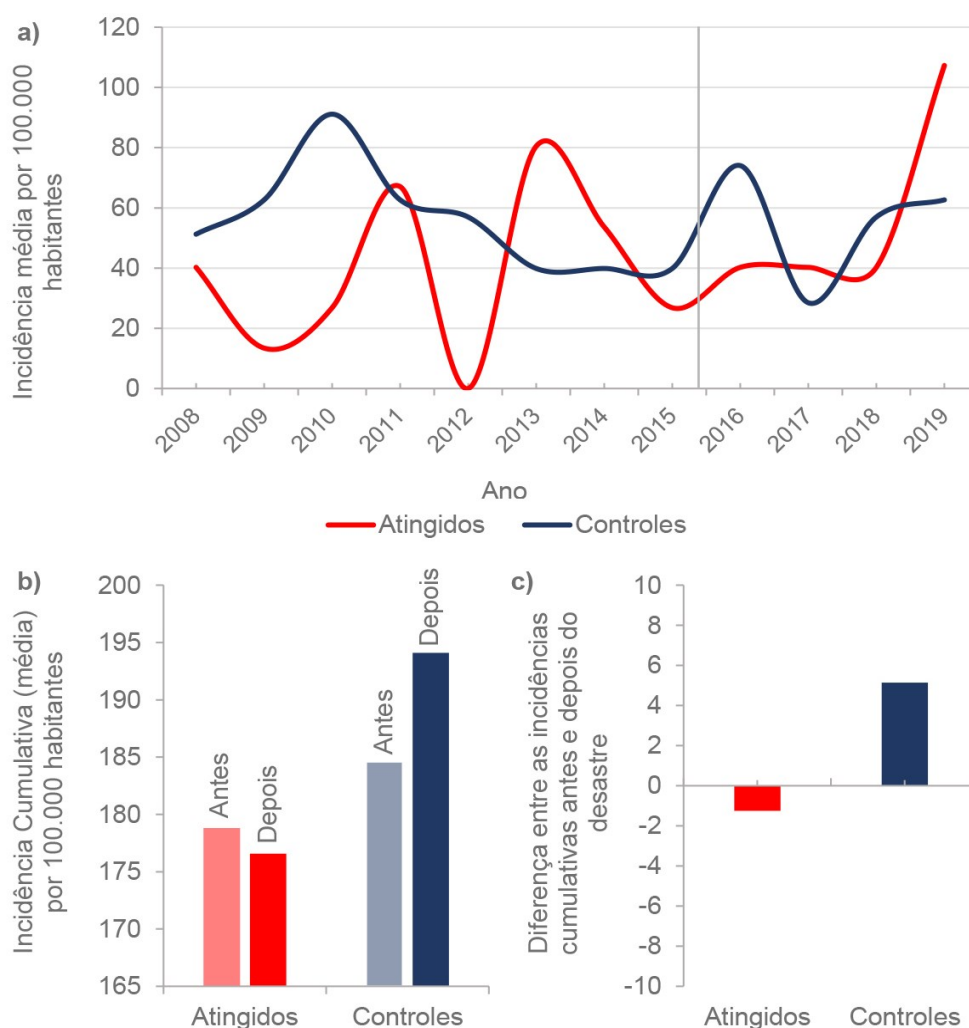 a)
Incidência média por 100.000
habitantes
120
100
80
60
40
20
0
2008
2009
2010
2011
2012
2013
2014
2015
2016
2017
2018
2019
Ano
Atingidos
Controles
b)
Incidência Cumulativa (média)
por 100.000 habitantes
200
195
190
185
180
175
170
165
Antes
Depois
Antes
Depois
Atingidos
Controles
c)
Diferença entre as incidências
cumulativas antes e depois do
desastre
10
8
6
4
2
0
-2
-4
-6
-8
-10
Atingidos
Controles